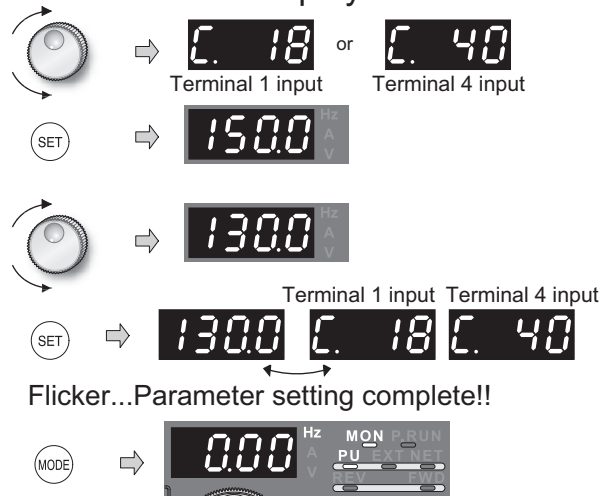 C. 18 or C. 40
Terminal 1 input Terminal 4 input
SET 150.0 Hz
A
V
130.0 Hz
A
V
Terminal 1 input Terminal 4 input
SET 130.0 C. 18 C. 40
Flicker...Parameter setting complete!!
MODE 0.00 Hz MON P.RUN
A PU EXT NET
V REV FWD